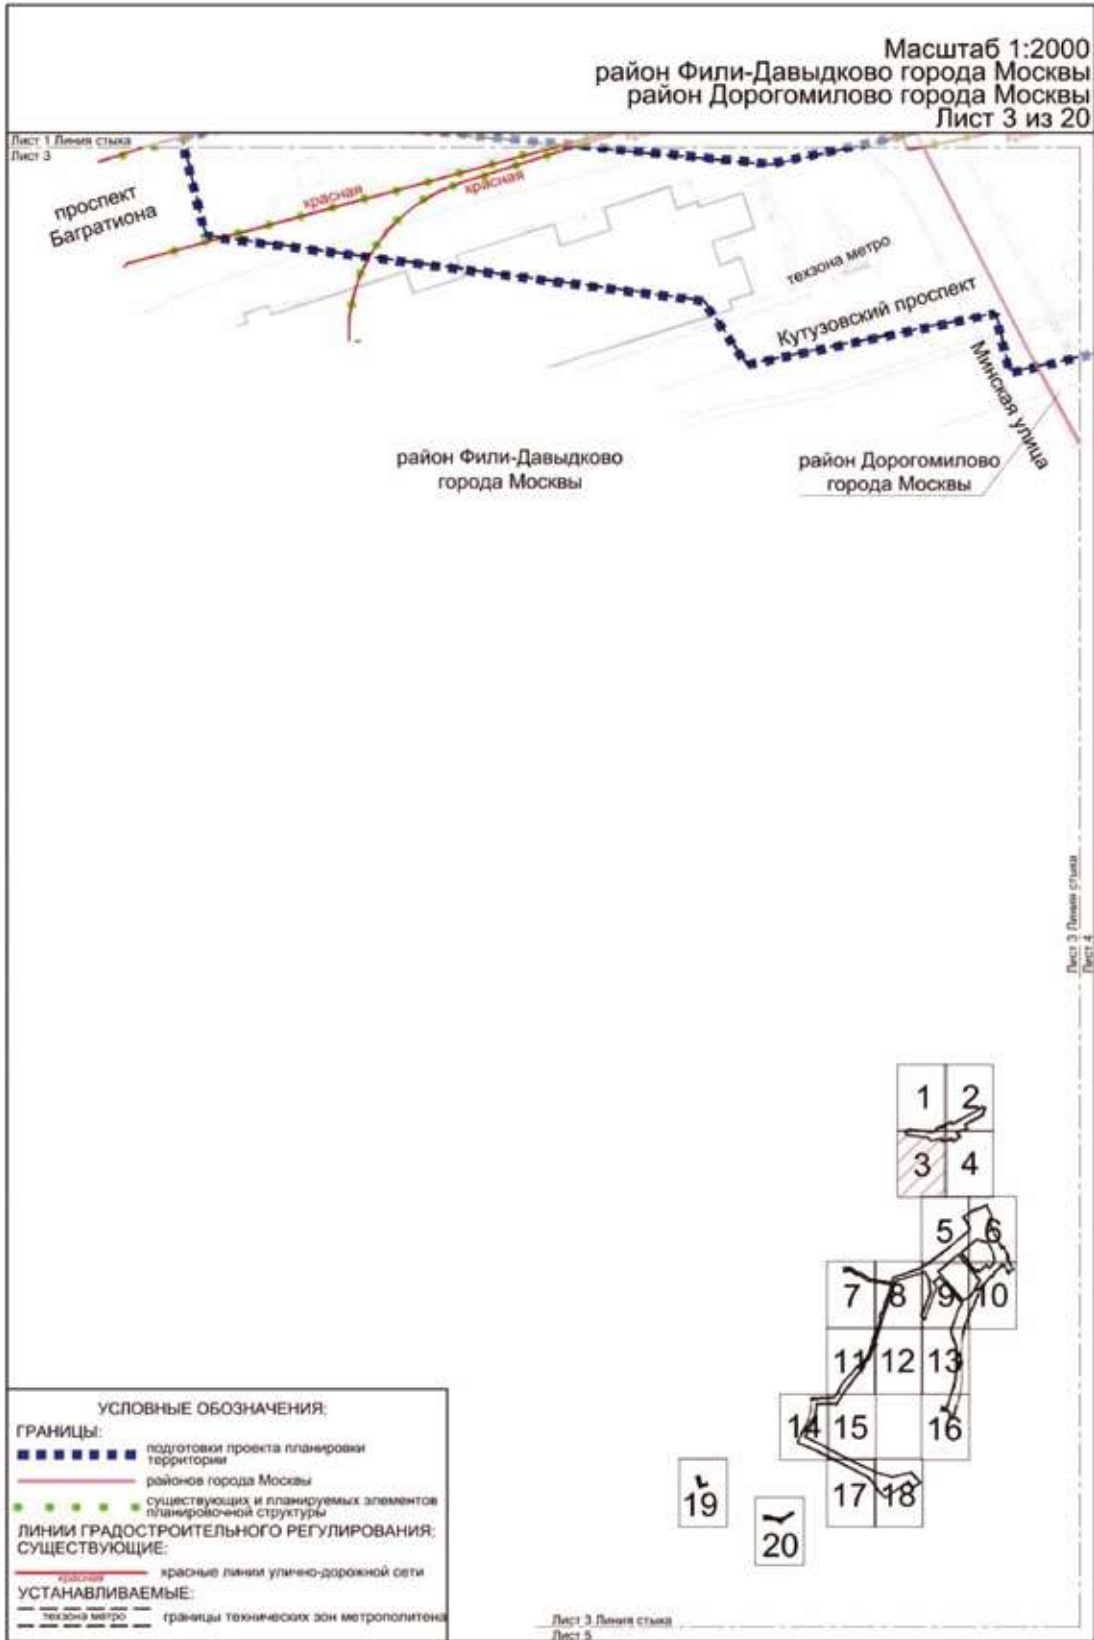 Масштаб 1:2000
район Фили-Давыдково города Москвы
район Дорогомилово города Москвы
Лист 3 из 20
Лист 1 Линия стыка
Лист 3
проспект
Багратиона
красная
красная
техзона метро
Кутузовский проспект
Минская улица
район Фили-Давыдково
города Москвы
район Дорогомилово
города Москвы
Лист 3 Линия стыка
Лист 4
1
2
3
4
5
6
7
8
9
10
11
12
13
14
15
16
17
18
19
20
УСЛОВНЫЕ ОБОЗНАЧЕНИЯ:
ГРАНИЦЫ:
подготовки проекта планировки
территории
районов города Москвы
существующих и планируемых элементов
планировочной структуры
ЛИНИИ ГРАДОСТРОИТЕЛЬНОГО РЕГУЛИРОВАНИЯ:
СУЩЕСТВУЮЩИЕ:
красная
красные линии улично-дорожной сети
УСТАНАВЛИВАЕМЫЕ:
техзона метро
границы технических зон метрополитена
Лист 3 Линия стыка
Лист 5